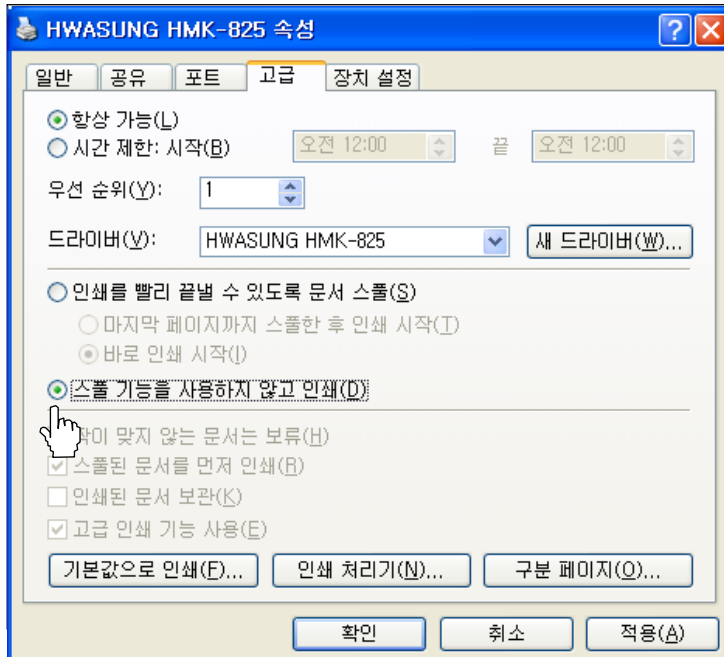 HWASUNG HMK-825 속성
일반 공유 포트 고급 장치 설정
항상 가능(L)
시간 제한: 시작(B) 오전 12:00 끝 오전 12:00
우선 순위(Y): 1
드라이버(V): HWASUNG HMK-825 새 드라이버(W)...
인쇄를 빨리 끝낼 수 있도록 문서 스풀(S)
마지막 페이지까지 스풀한 후 인쇄 시작(T)
바로 인쇄 시작(I)
스풀 기능을 사용하지 않고 인쇄(D)
맞지 않는 문서는 보류(H)
스풀된 문서를 먼저 인쇄(R)
인쇄된 문서 보관(K)
고급 인쇄 기능 사용(E)
기본값으로 인쇄(F)... 인쇄 처리기(N)... 구분 페이지(O)...
확인 취소 적용(A)